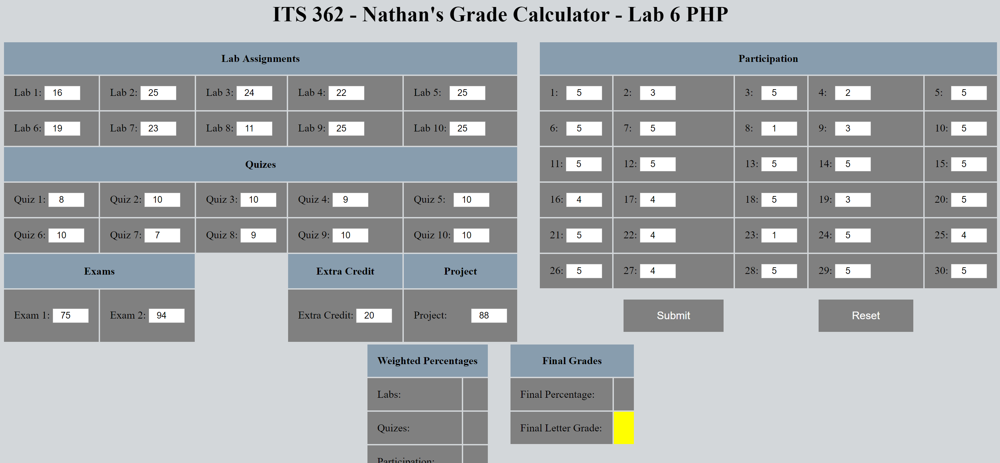 ITS 362 - Nathan's Grade Calculator - Lab 6 PHP
Lab Assignments
Lab 1: 16 Lab 2: 25 Lab 3: 24 Lab 4: 22 Lab 5: 25
Lab 6: 19 Lab 7: 23 Lab 8: 11 Lab 9: 25 Lab 10: 25
Quizes
Quiz 1: 8 Quiz 2: 10 Quiz 3: 10 Quiz 4: 9 Quiz 5: 10
Quiz 6: 10 Quiz 7: 7 Quiz 8: 9 Quiz 9: 10 Quiz 10: 10
Exams Extra Credit Project
Exam 1: 75 Exam 2: 94 Extra Credit: 20 Project: 88
Participation
1: 5 2: 3 3: 5 4: 2 5: 5
6: 5 7: 5 8: 1 9: 3 10: 5
11: 5 12: 5 13: 5 14: 5 15: 5
16: 4 17: 4 18: 5 19: 3 20: 5
21: 5 22: 4 23: 1 24: 5 25: 4
26: 5 27: 4 28: 5 29: 5 30: 5
Submit Reset
Weighted Percentages
Labs:
Quizes:
Participation:
Final Grades
Final Percentage:
Final Letter Grade: